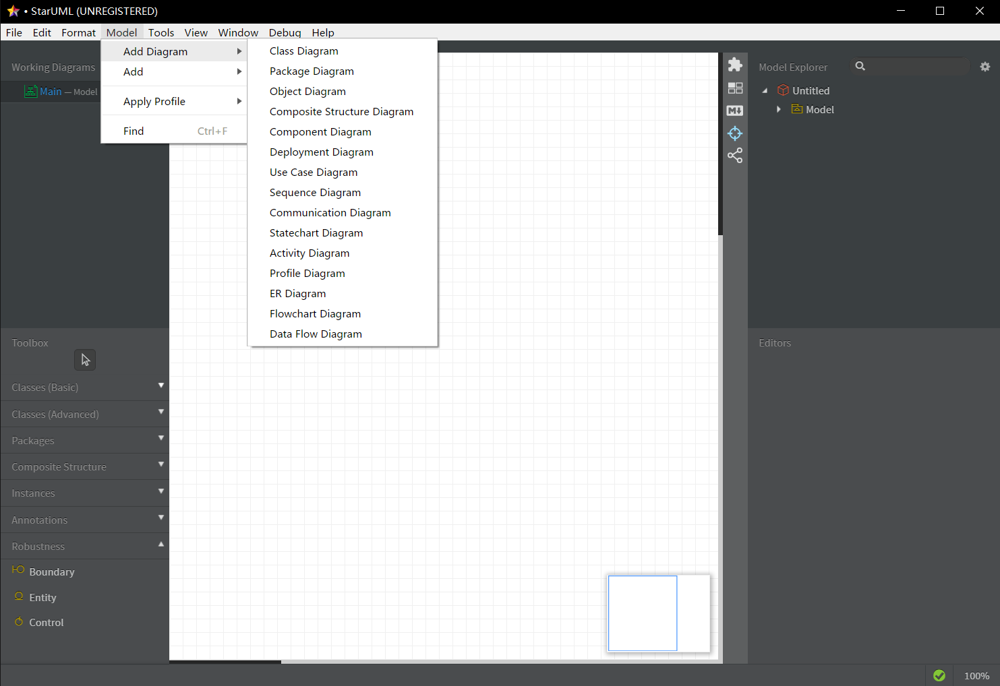 • StarUML (UNREGISTERED)
File Edit Format Model Tools View Window Debug Help
Working Diagrams
Main — Model
Add Diagram
Add
Apply Profile
Find Ctrl+F
Class Diagram
Package Diagram
Object Diagram
Composite Structure Diagram
Component Diagram
Deployment Diagram
Use Case Diagram
Sequence Diagram
Communication Diagram
Statechart Diagram
Activity Diagram
Profile Diagram
ER Diagram
Flowchart Diagram
Data Flow Diagram
M
Model Explorer
Untitled
Model
Toolbox
Classes (Basic)
Classes (Advanced)
Packages
Composite Structure
Instances
Annotations
Robustness
Boundary
Entity
Control
Editors
100%